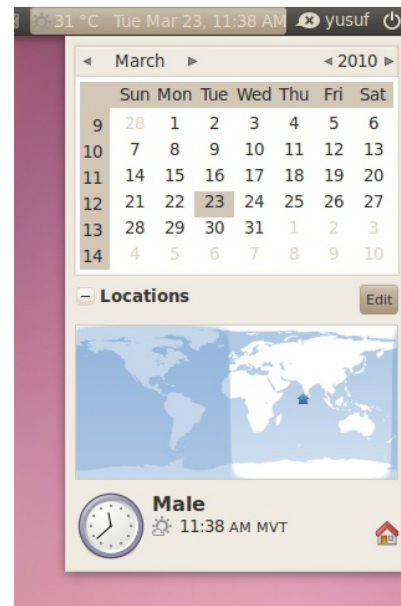 31 °C Tue Mar 23, 11:38 AM yusuf
March 2010
Sun Mon Tue Wed Thu Fri Sat
9 28 1 2 3 4 5 6
10 7 8 9 10 11 12 13
11 14 15 16 17 18 19 20
12 21 22 23 24 25 26 27
13 28 29 30 31 1 2 3
14 4 5 6 7 8 9 10
Locations Edit
Male
11:38 AM MVT